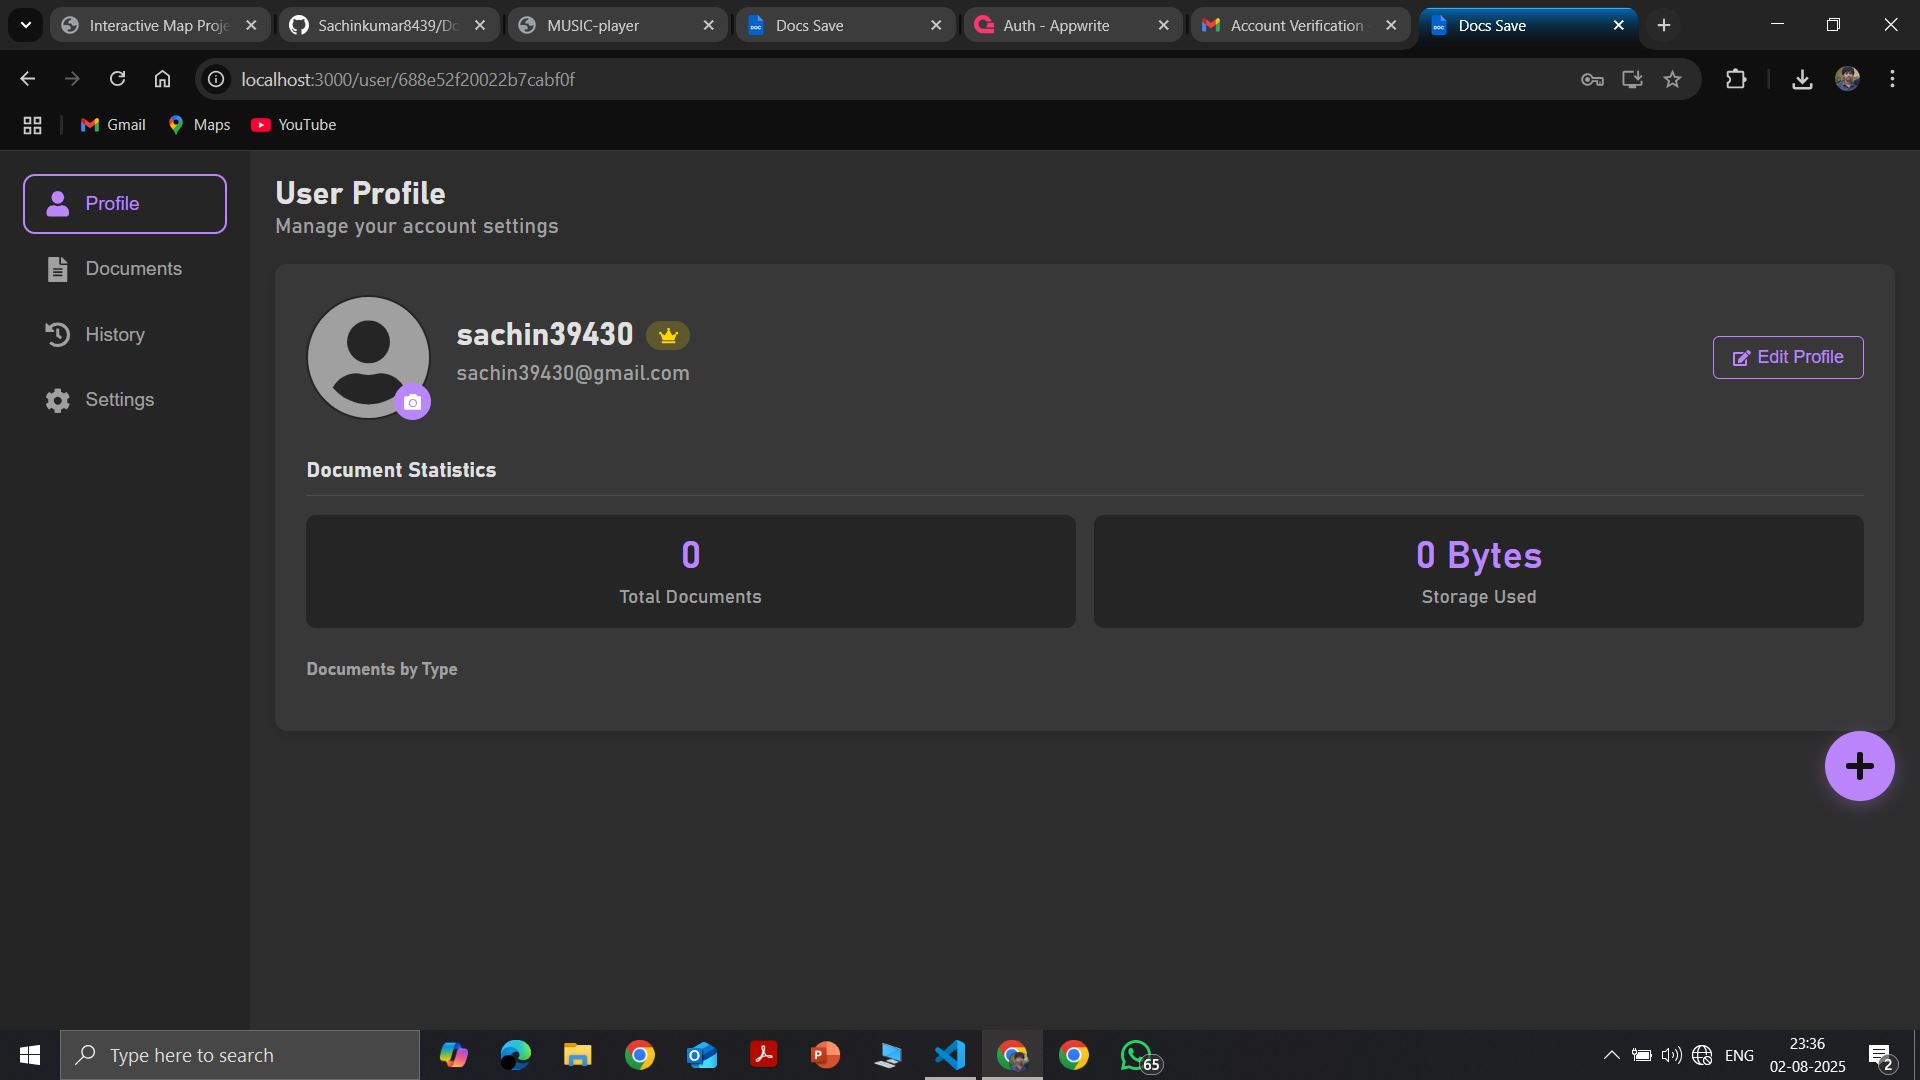 Interactive Map Proje
Sachinkumar8439/Do
MUSIC-player
Docs Save
Auth - Appwrite
Account Verification
Docs Save
localhost:3000/user/688e52f20022b7cabf0f
Gmail
Maps
YouTube
Profile
Documents
History
Settings
User Profile
Manage your account settings
sachin39430
sachin39430@gmail.com
Edit Profile
Document Statistics
0
Total Documents
0 Bytes
Storage Used
Documents by Type
Type here to search
65
ENG
23:36
02-08-2025
2